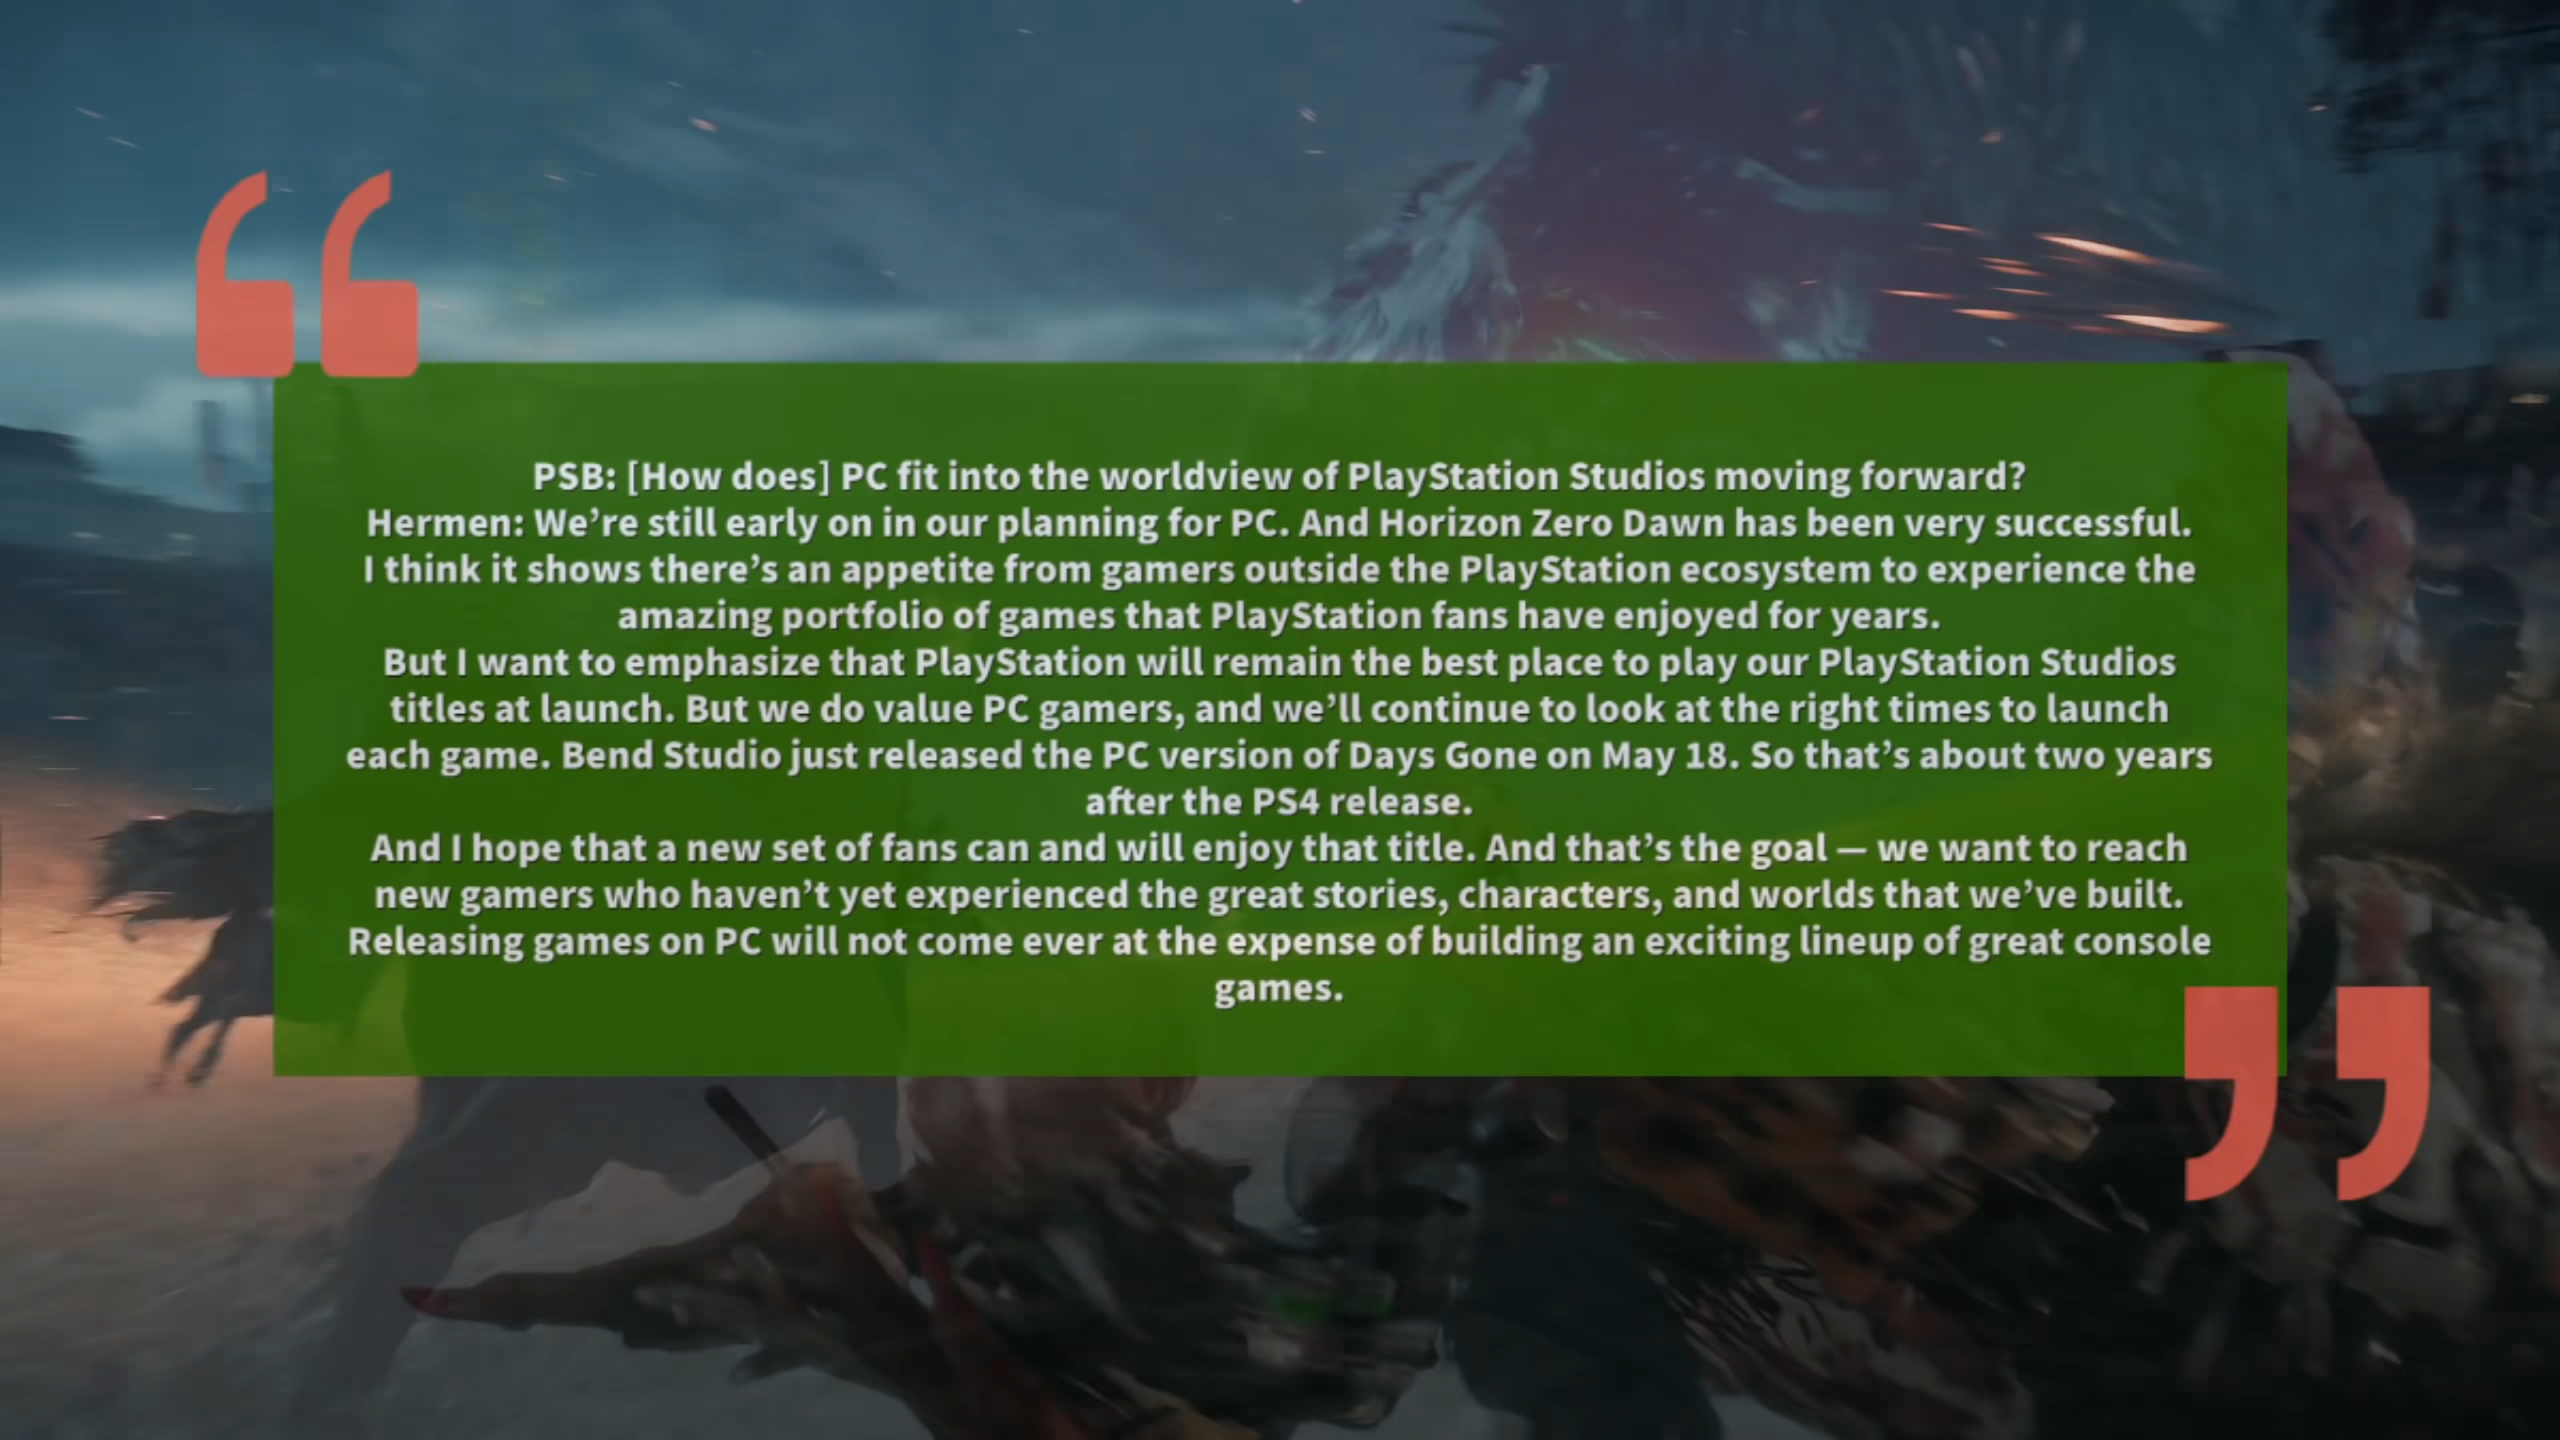 PSB: [How does] PC fit into the worldview of PlayStation Studios moving forward?
Hermen: We’re still early on in our planning for PC. And Horizon Zero Dawn has been very successful.
I think it shows there’s an appetite from gamers outside the PlayStation ecosystem to experience the
amazing portfolio of games that PlayStation fans have enjoyed for years.
But I want to emphasize that PlayStation will remain the best place to play our PlayStation Studios
titles at launch. But we do value PC gamers, and we’ll continue to look at the right times to launch
each game. Bend Studio just released the PC version of Days Gone on May 18. So that’s about two years
after the PS4 release.
And I hope that a new set of fans can and will enjoy that title. And that’s the goal — we want to reach
new gamers who haven’t yet experienced the great stories, characters, and worlds that we’ve built.
Releasing games on PC will not come ever at the expense of building an exciting lineup of great console
games.